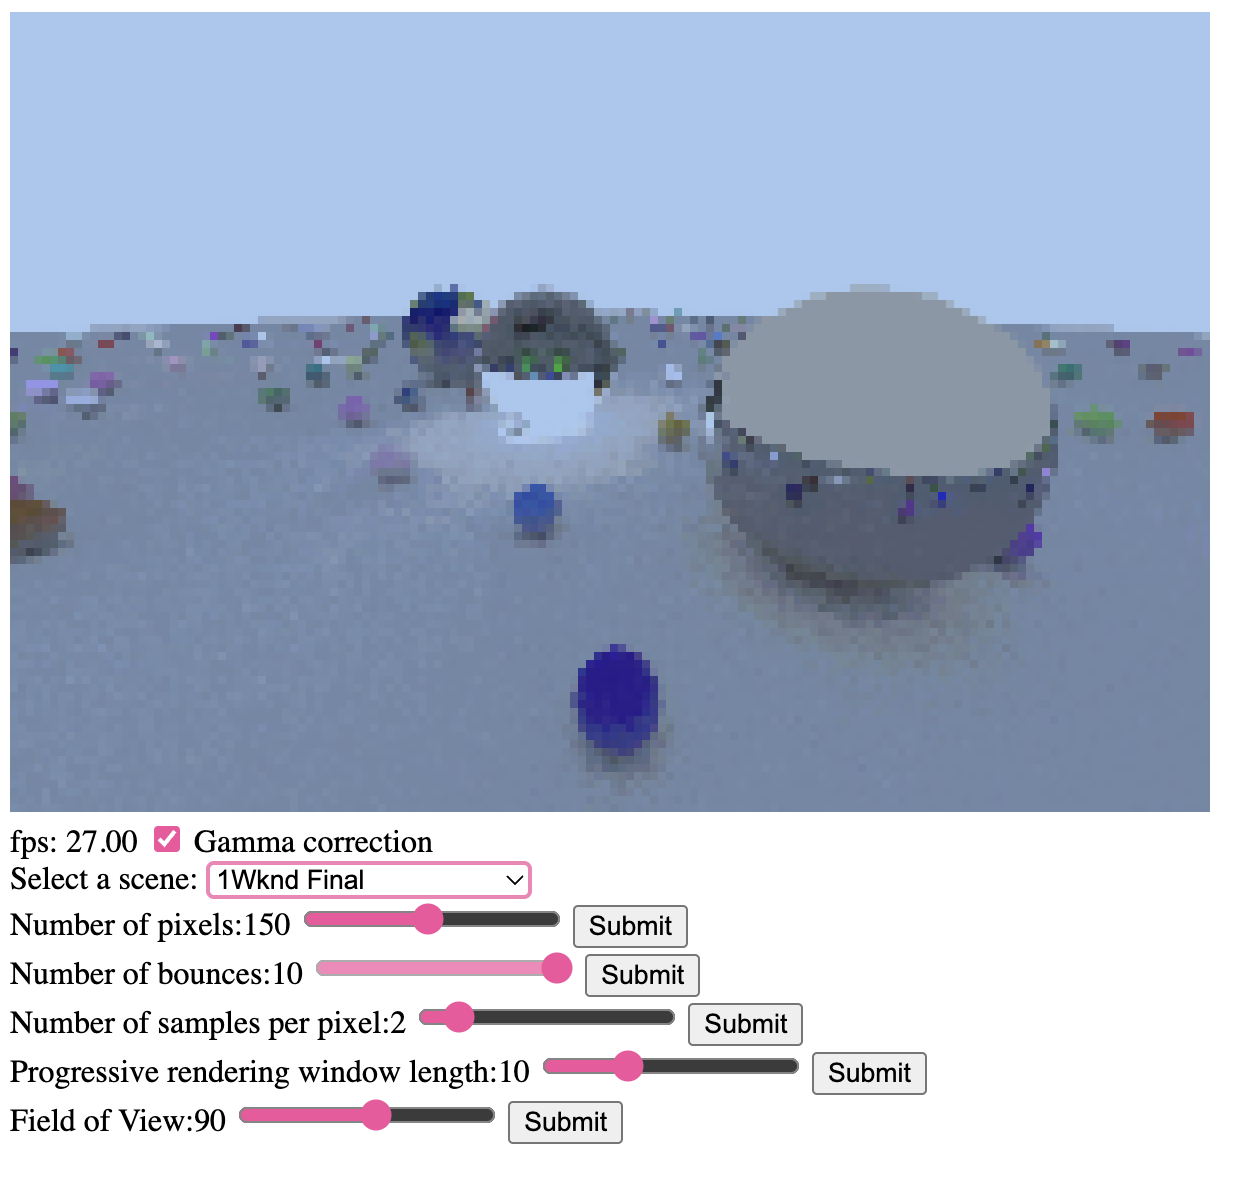 fps: 27.00 Gamma correction
Select a scene: 1Wknd Final
Number of pixels:150 Submit
Number of bounces:10 Submit
Number of samples per pixel:2 Submit
Progressive rendering window length:10 Submit
Field of View:90 Submit